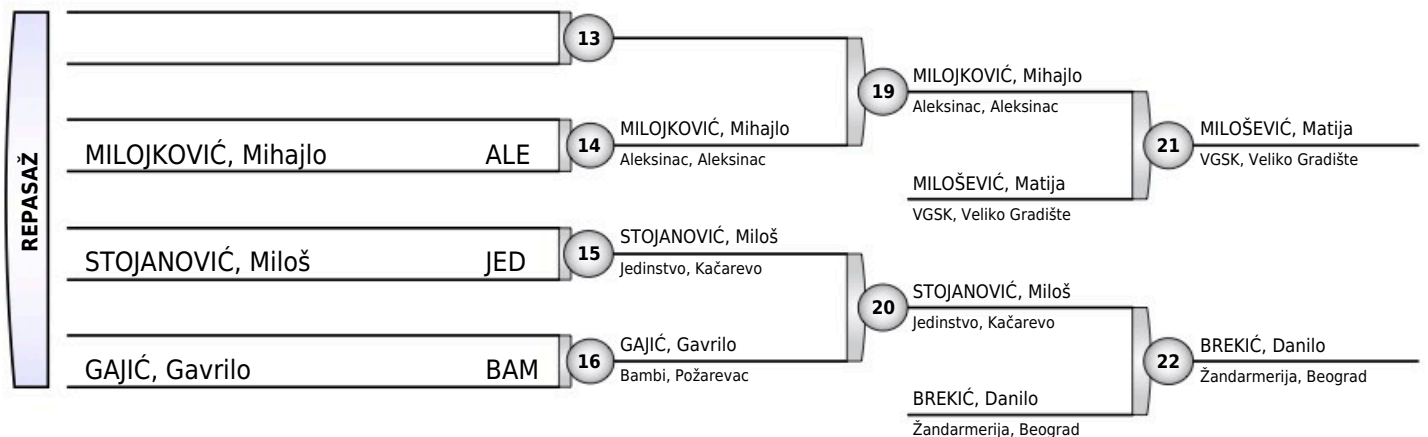 REPASAŽ
13
MILOJKOVIĆ, Mihajlo ALE
14
MILOJKOVIĆ, Mihajlo
Aleksinac, Aleksinac
19
MILOJKOVIĆ, Mihajlo
Aleksinac, Aleksinac
MILOŠEVIĆ, Matija
VGSK, Veliko Gradište
21
MILOŠEVIĆ, Matija
VGSK, Veliko Gradište
STOJANOVIĆ, Miloš JED
15
STOJANOVIĆ, Miloš
Jedinstvo, Kačarevo
GAJIĆ, Gavrilo BAM
16
GAJIĆ, Gavrilo
Bambi, Požarevac
20
STOJANOVIĆ, Miloš
Jedinstvo, Kačarevo
BREKIĆ, Danilo
Žandarmerija, Beograd
22
BREKIĆ, Danilo
Žandarmerija, Beograd